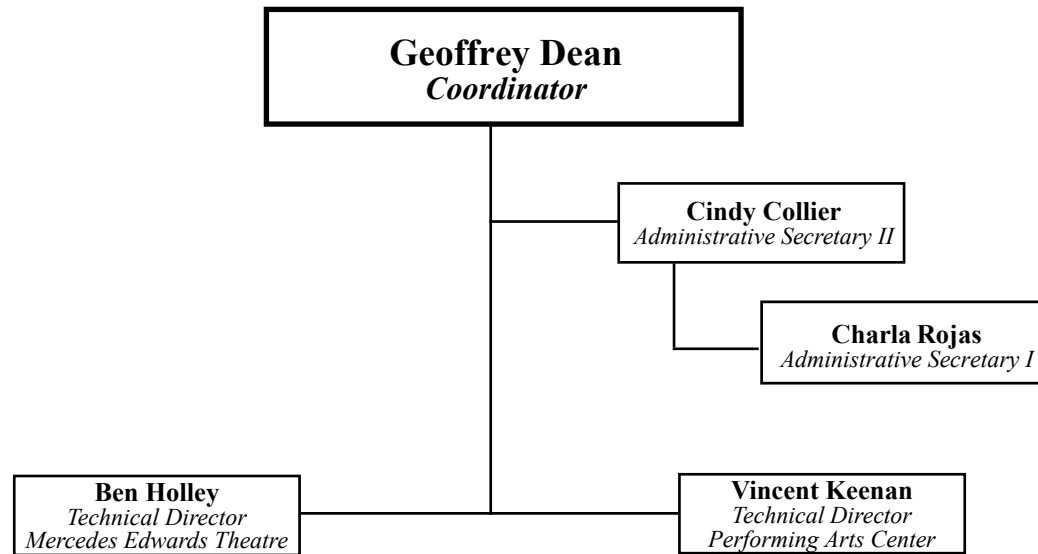 Geoffrey Dean
Coordinator
Cindy Collier
Administrative Secretary II
Charla Rojas
Administrative Secretary I
Ben Holley
Technical Director
Mercedes Edwards Theatre
Vincent Keenan
Technical Director
Performing Arts Center